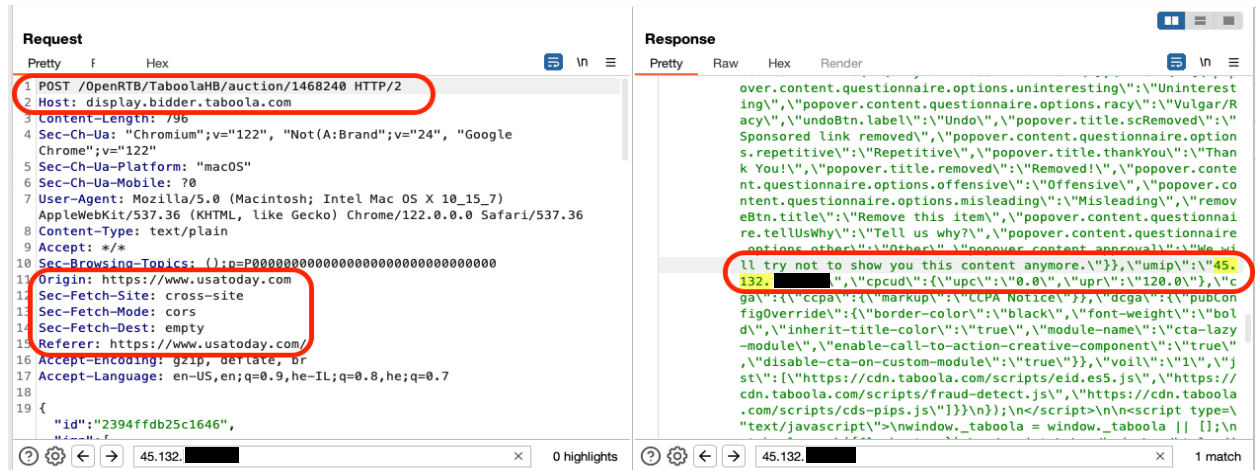 Request
Pretty
Hex
\n
1 POST /OpenRTB/TaboolaHB/auction/1468240 HTTP/2
2 Host: display.bidder.taboola.com
3 Content-Length: 796
4 Sec-Ch-Ua: "Chromium";v="122", "Not(A:Brand";v="24", "Google
Chrome";v="122"
5 Sec-Ch-Ua-Platform: "macOS"
6 Sec-Ch-Ua-Mobile: ?0
7 User-Agent: Mozilla/5.0 (Macintosh; Intel Mac OS X 10_15_7)
AppleWebKit/537.36 (KHTML, like Gecko) Chrome/122.0.0.0 Safari/537.36
8 Content-Type: text/plain
9 Accept: */*
10 Sec-Browsing-Topics: ();p=P0000000000000000000000000000000
11 Origin: https://www.usatoday.com
12 Sec-Fetch-Site: cross-site
13 Sec-Fetch-Mode: cors
14 Sec-Fetch-Dest: empty
15 Referer: https://www.usatoday.com/
16 Accept-Encoding: gzip, deflate, br
17 Accept-Language: en-US,en;q=0.9,he-IL;q=0.8,he;q=0.7
18
19 {
"id":"2394ffdb25c1646",
45.132.
0 highlights
Response
Pretty Raw Hex Render
\n
over.content.questionnaire.options.uninteresting\":\"Uninterest
ing\",\"popover.content.questionnaire.options.racy\":\"Vulgar/R
acy\",\"undoBtn.label\":\"Undo\",\"popover.title.scRemoved\":\"
Sponsored link removed\",\"popover.content.questionnaire.option
s.repetitive\":\"Repetitive\",\"popover.title.thankYou\":\"Than
k You!\",\"popover.title.removed\":\"Removed!\",\"popover.conte
nt.questionnaire.options.offensive\":\"Offensive\",\"popover.co
ntent.questionnaire.options.misleading\":\"Misleading\",\"remov
eBtn.title\":\"Remove this item\",\"popover.content.questionnai
re.tellUsWhy\":\"Tell us why?\",\"popover.content.questionnaire
.options.other\":\"Other\",\"popover.content.approval\":\"We wi
ll try not to show you this content anymore.\"}},\"umip\":\"45.
132. \",\"cpcud\":{\"upc\":\"0.0\",\"upr\":\"120.0\"},\"c
ga\":{\"ccpa\":{\"markup\":\"CCPA Notice\"}},\"dcga\":{\"pubCon
figOverride\":{\"border-color\":\"black\",\"font-weight\":\"bol
d\",\"inherit-title-color\":\"true\",\"module-name\":\"cta-lazy
-module\",\"enable-call-to-action-creative-component\":\"true\"
,\"disable-cta-on-custom-module\":\"true\"}},\"voil\":\"1\",\"j
st\":[\"https://cdn.taboola.com/scripts/eid.es5.js\",\"https://
cdn.taboola.com/scripts/fraud-detect.js\",\"https://cdn.taboola
.com/scripts/cds-pips.js\"]}}\n});\n</script>\n\n<script type=\
"text/javascript\">\nwindow._taboola = window._taboola || [];\n
45.132.
1 match